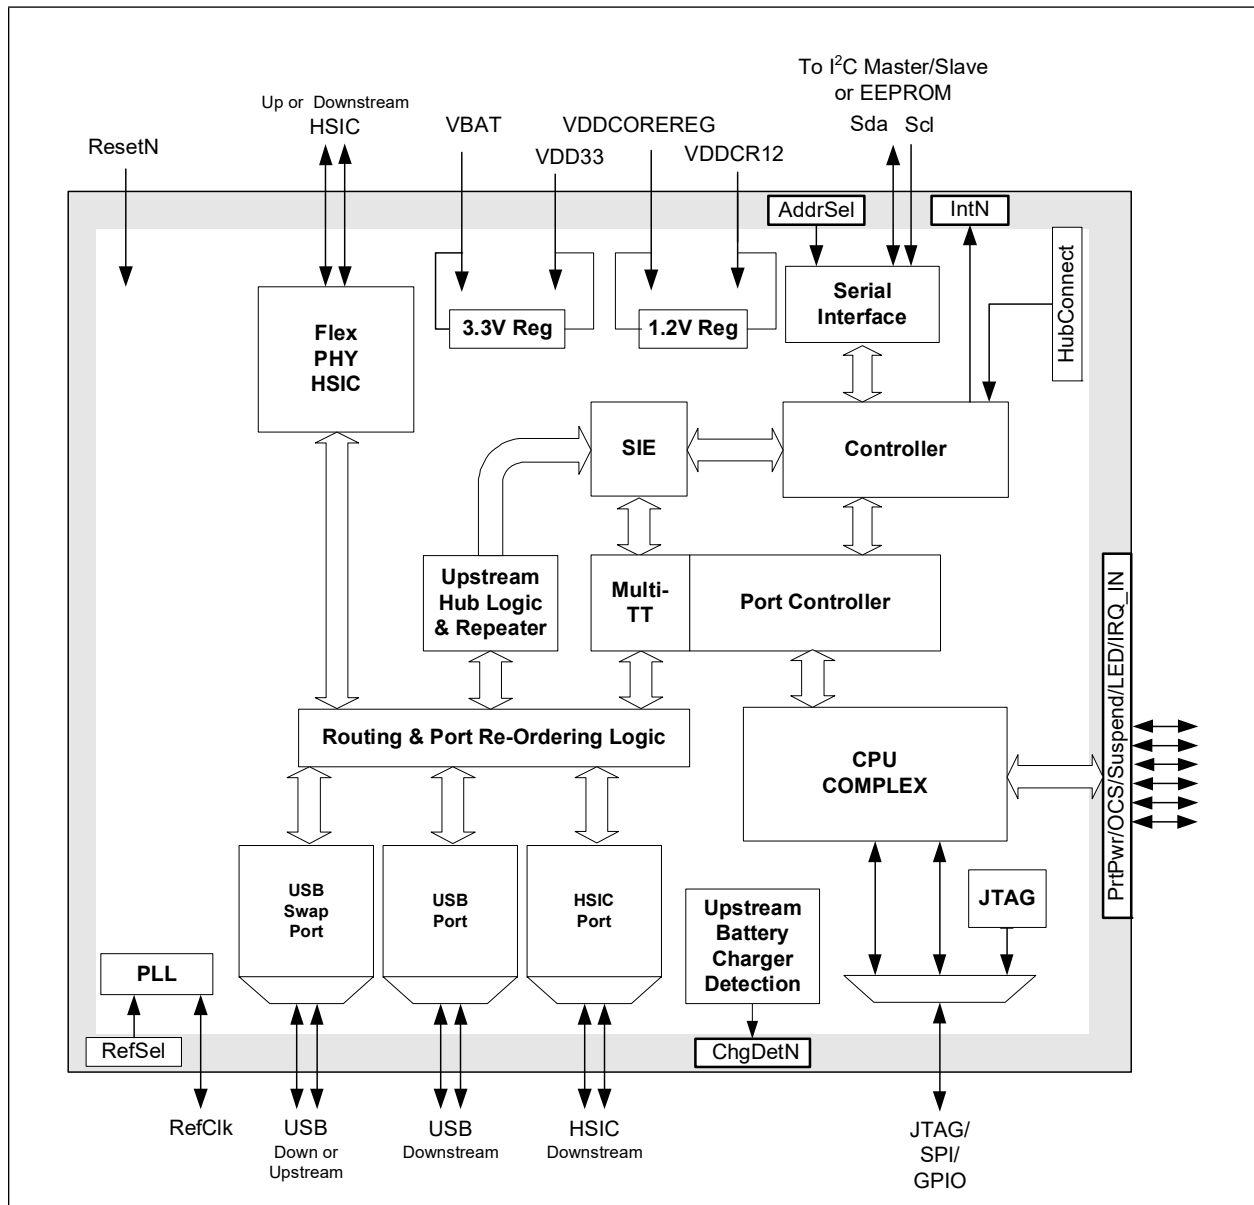 To I2C Master/Slave
or EEPROM
Up or Downstream
HSIC
VBAT
VDDCOREREG
Sda
Scl
ResetN
VDD33
VDDCR12
AddrSel
IntN
HubConnect
Serial
Interface
Flex
PHY
HSIC
3.3V Reg
1.2V Reg
SIE
Controller
Upstream
Hub Logic
& Repeater
Multi-
TT
Port Controller
PrtPwr/OCS/Suspend/LED/IRQ_IN
Routing & Port Re-Ordering Logic
CPU
COMPLEX
USB
Swap
Port
USB
Port
HSIC
Port
Upstream
Battery
Charger
Detection
JTAG
PLL
RefSel
ChgDetN
RefClk
USB
Down or
Upstream
USB
Downstream
HSIC
Downstream
JTAG/
SPI/
GPIO